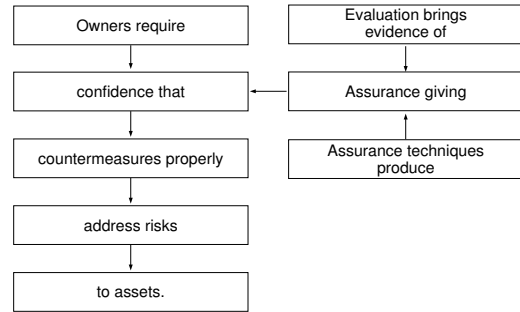 Owners require
confidence that
countermeasures properly
address risks
to assets.
Evaluation brings
evidence of
Assurance giving
Assurance techniques
produce